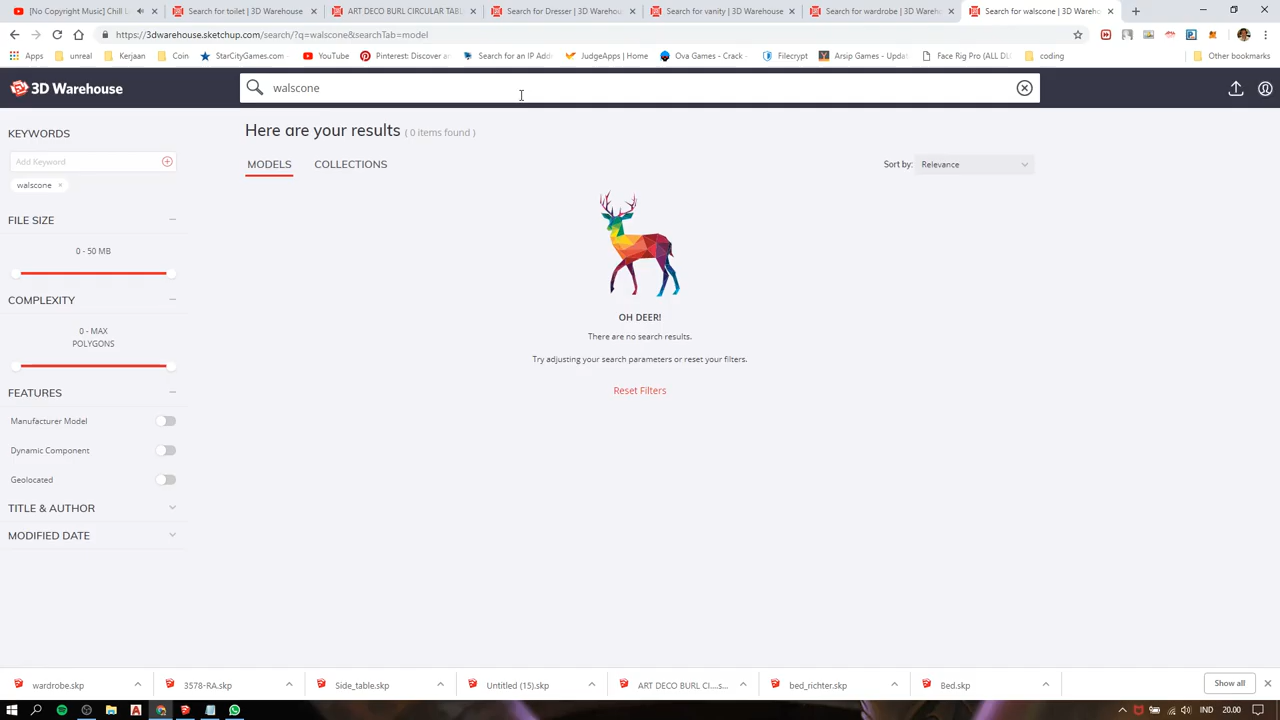 [No Copyright Music] Chill L
Search for toilet | 3D Warehouse
ART DECO BURL CIRCULAR TAB
Search for Dresser | 3D Wareho
Search for vanity | 3D Warehou
Search for wardrobe | 3D Wareh
Search for walscone | 3D Wareho
https://3dwarehouse.sketchup.com/search/?q=walscone&searchTab=model
Apps
unreal
Kerjaan
Coin
StarCityGames.com
YouTube
Pinterest: Discover an
Search for an IP Addr
JudgeApps | Home
Ova Games - Crack -
Filecrypt
Arsip Games - Updat
Face Rig Pro (ALL DL
coding
Other bookmarks
3D Warehouse
walscone
KEYWORDS
Add Keyword
walscone ×
FILE SIZE
0 - 50 MB
COMPLEXITY
0 - MAX
POLYGONS
FEATURES
Manufacturer Model
Dynamic Component
Geolocated
TITLE & AUTHOR
MODIFIED DATE
Here are your results ( 0 items found )
MODELS
COLLECTIONS
Sort by:
Relevance
OH DEER!
There are no search results.
Try adjusting your search parameters or reset your filters.
Reset Filters
wardrobe.skp
3578-RA.skp
Side_table.skp
Untitled (15).skp
ART DECO BURL CI....s...
bed_richter.skp
Bed.skp
Show all
IND
20.00